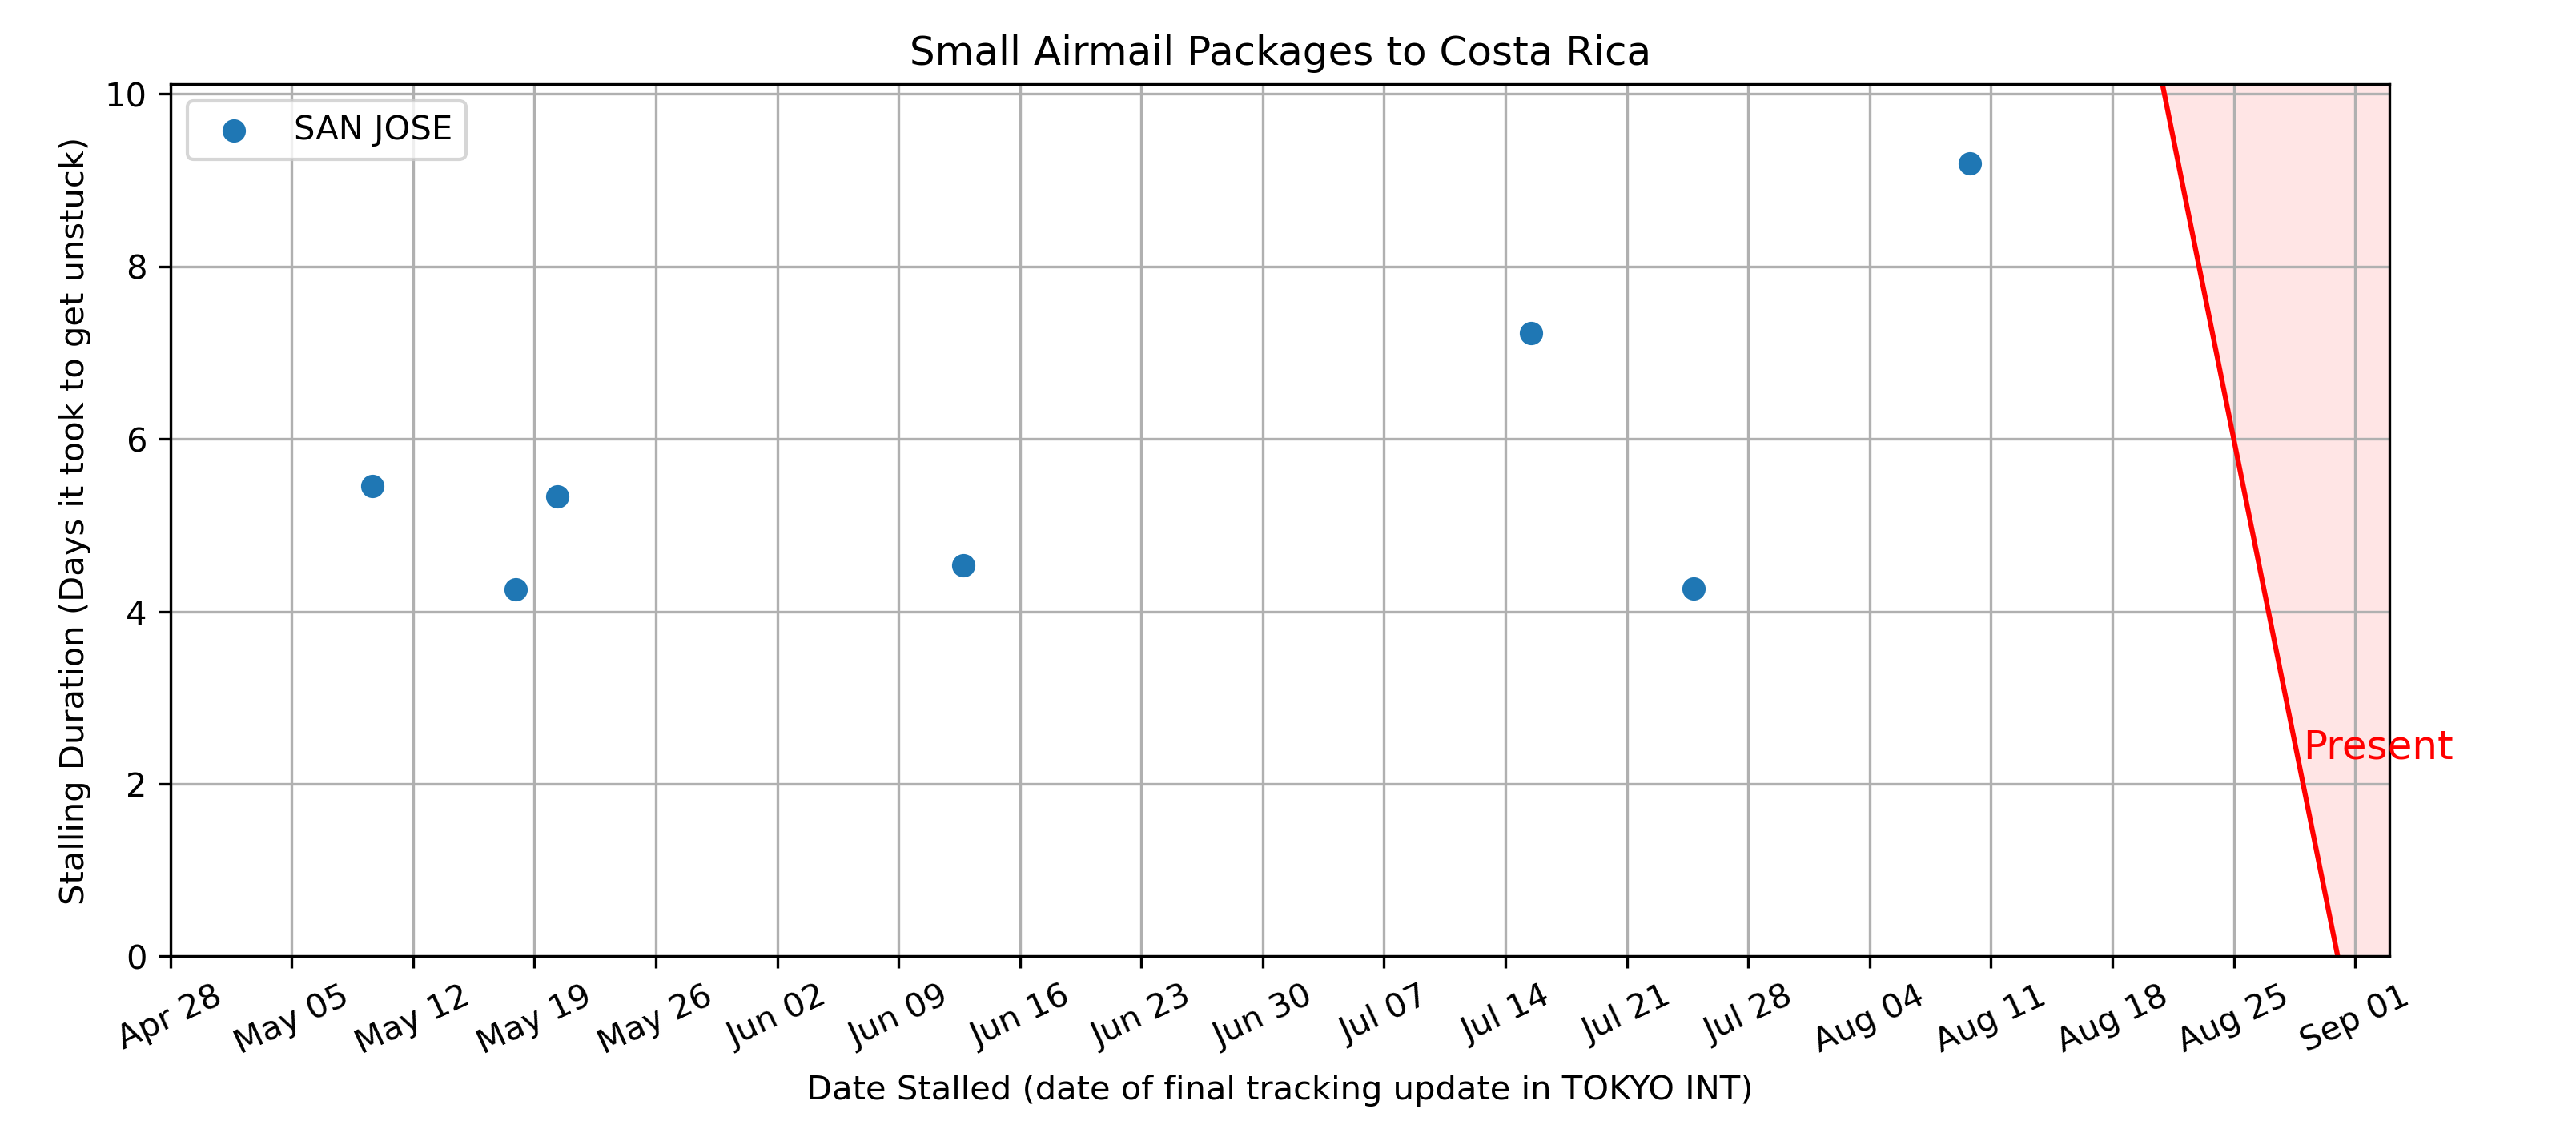 Small Airmail Packages to Costa Rica
SAN JOSE
Stalling Duration (Days it took to get unstuck)
10
8
6
4
2
0
Present
Apr 28
May 05
May 12
May 19
May 26
Jun 02
Jun 09
Jun 16
Jun 23
Jun 30
Jul 07
Jul 14
Jul 21
Jul 28
Aug 04
Aug 11
Aug 18
Aug 25
Sep 01
Date Stalled (date of final tracking update in TOKYO INT)